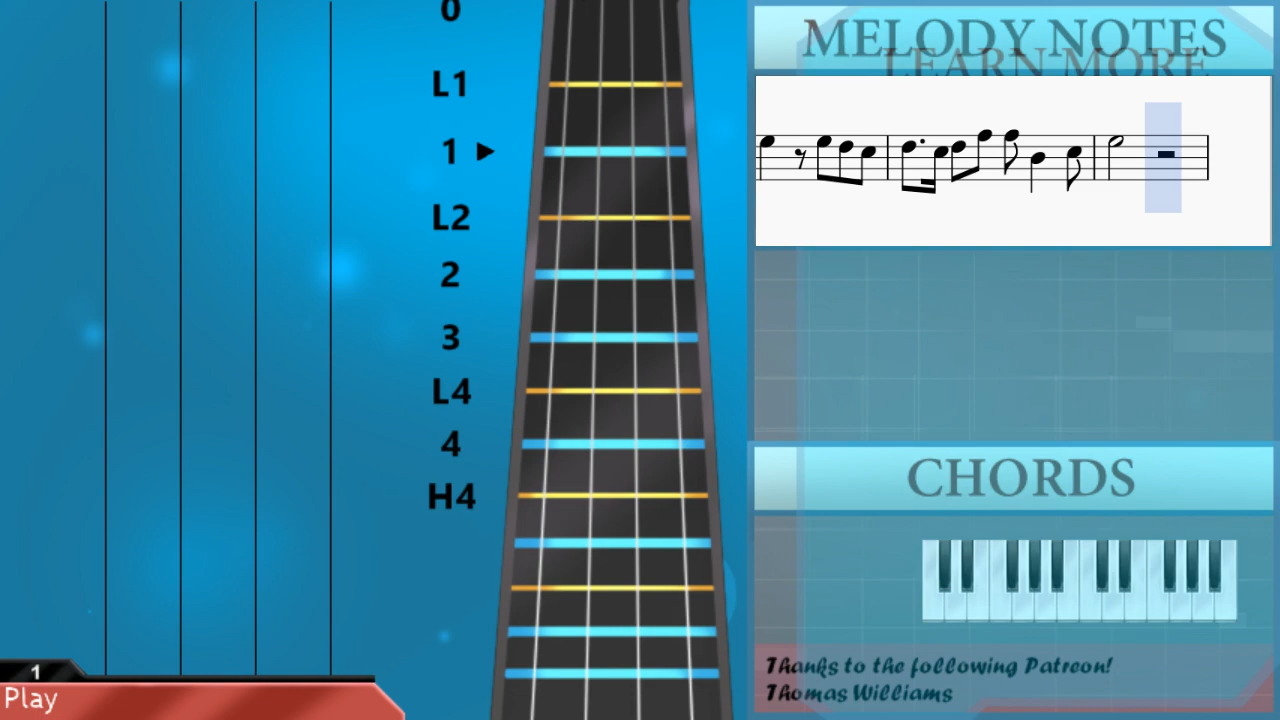 0
L1
1
L2
2
3
L4
4
H4
1
Play
MELODY NOTES
LEARN MORE
CHORDS
Thanks to the following Patreon!
Thomas Williams